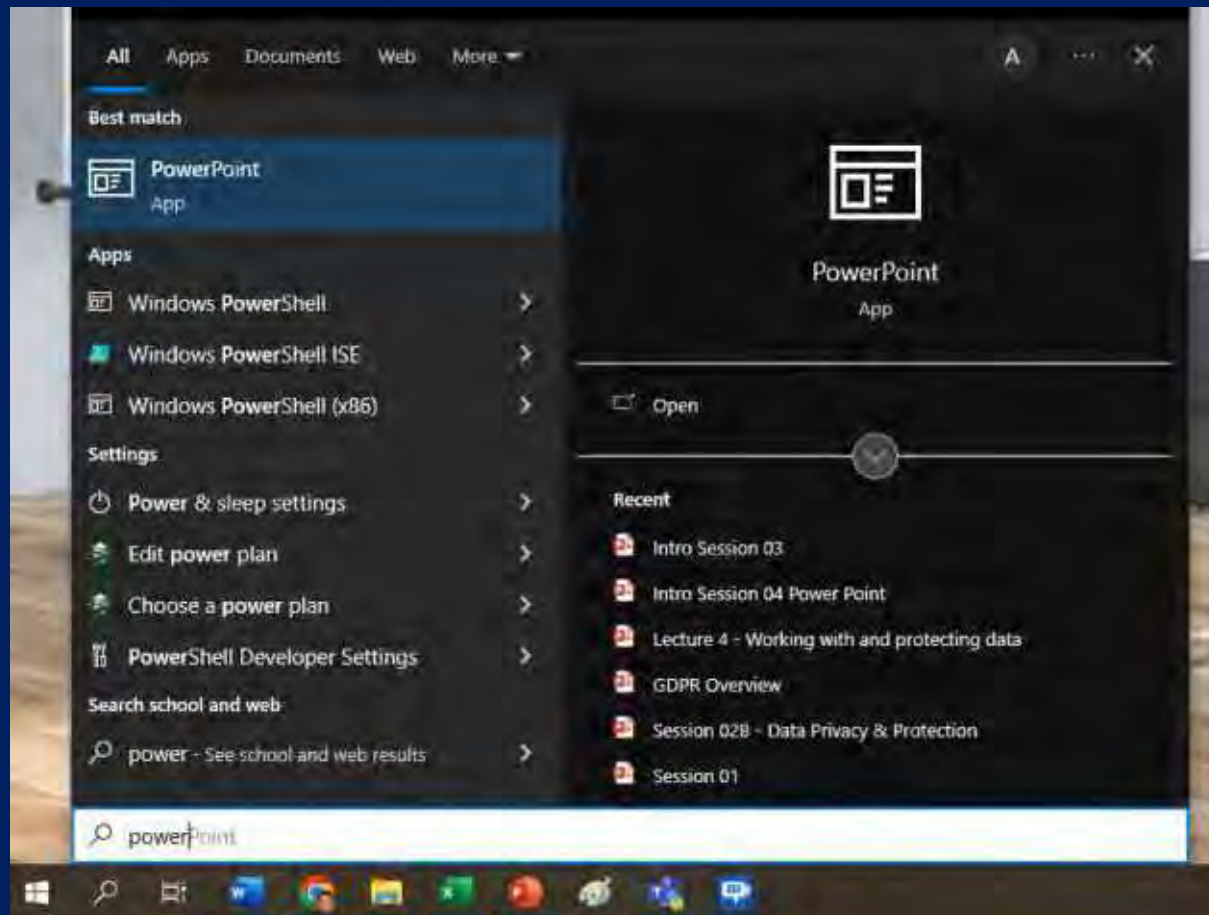 All Apps Documents Web More
A ... 
Best match
PowerPoint
App
Apps
Windows PowerShell
Windows PowerShell ISE
Windows PowerShell (x86)
Settings
Power & sleep settings
Edit power plan
Choose a power plan
PowerShell Developer Settings
Search school and web
power - See school and web results
PowerPoint
App
Open
Recent
Intro Session 03
Intro Session 04 Power Point
Lecture 4 - Working with and protecting data
GDPR Overview
Session 02B - Data Privacy & Protection
Session 01
powerPoint